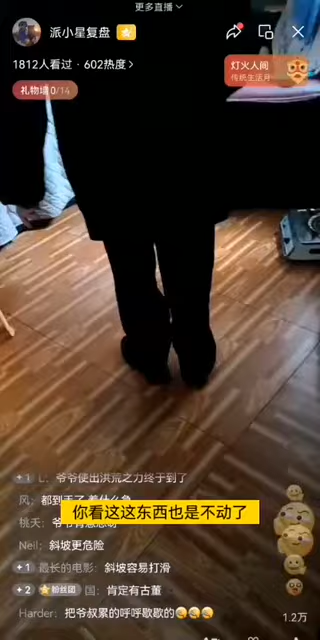 更多直播
派小星复盘
1812人看过 · 602热度
灯火人间
传统生活月
礼物墙 0/14
+1 L: 爷爷使出洪荒之力终于到了
风: 都到手了 着什么急
你看这这东西也是不动了
桃夭: 爷爷
Neil: 斜坡更危险
+1 最长的电影: 斜坡容易打滑
+2 粉丝团 国: 肯定有古董
1.2万
Harder: 把爷叔累的呼呼歇歇的